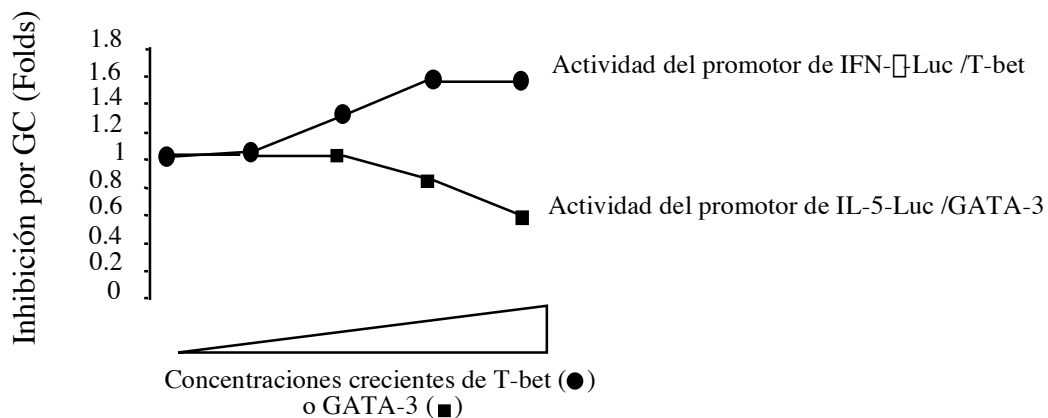 Inhibición por GC (Folds)
1.8
1.6
1.4
1.2
1
0.8
0.6
0.4
0.2
0
Actividad del promotor de IFN-▯-Luc /T-bet
Actividad del promotor de IL-5-Luc /GATA-3
Concentraciones crecientes de T-bet (●)
o GATA-3 (■)